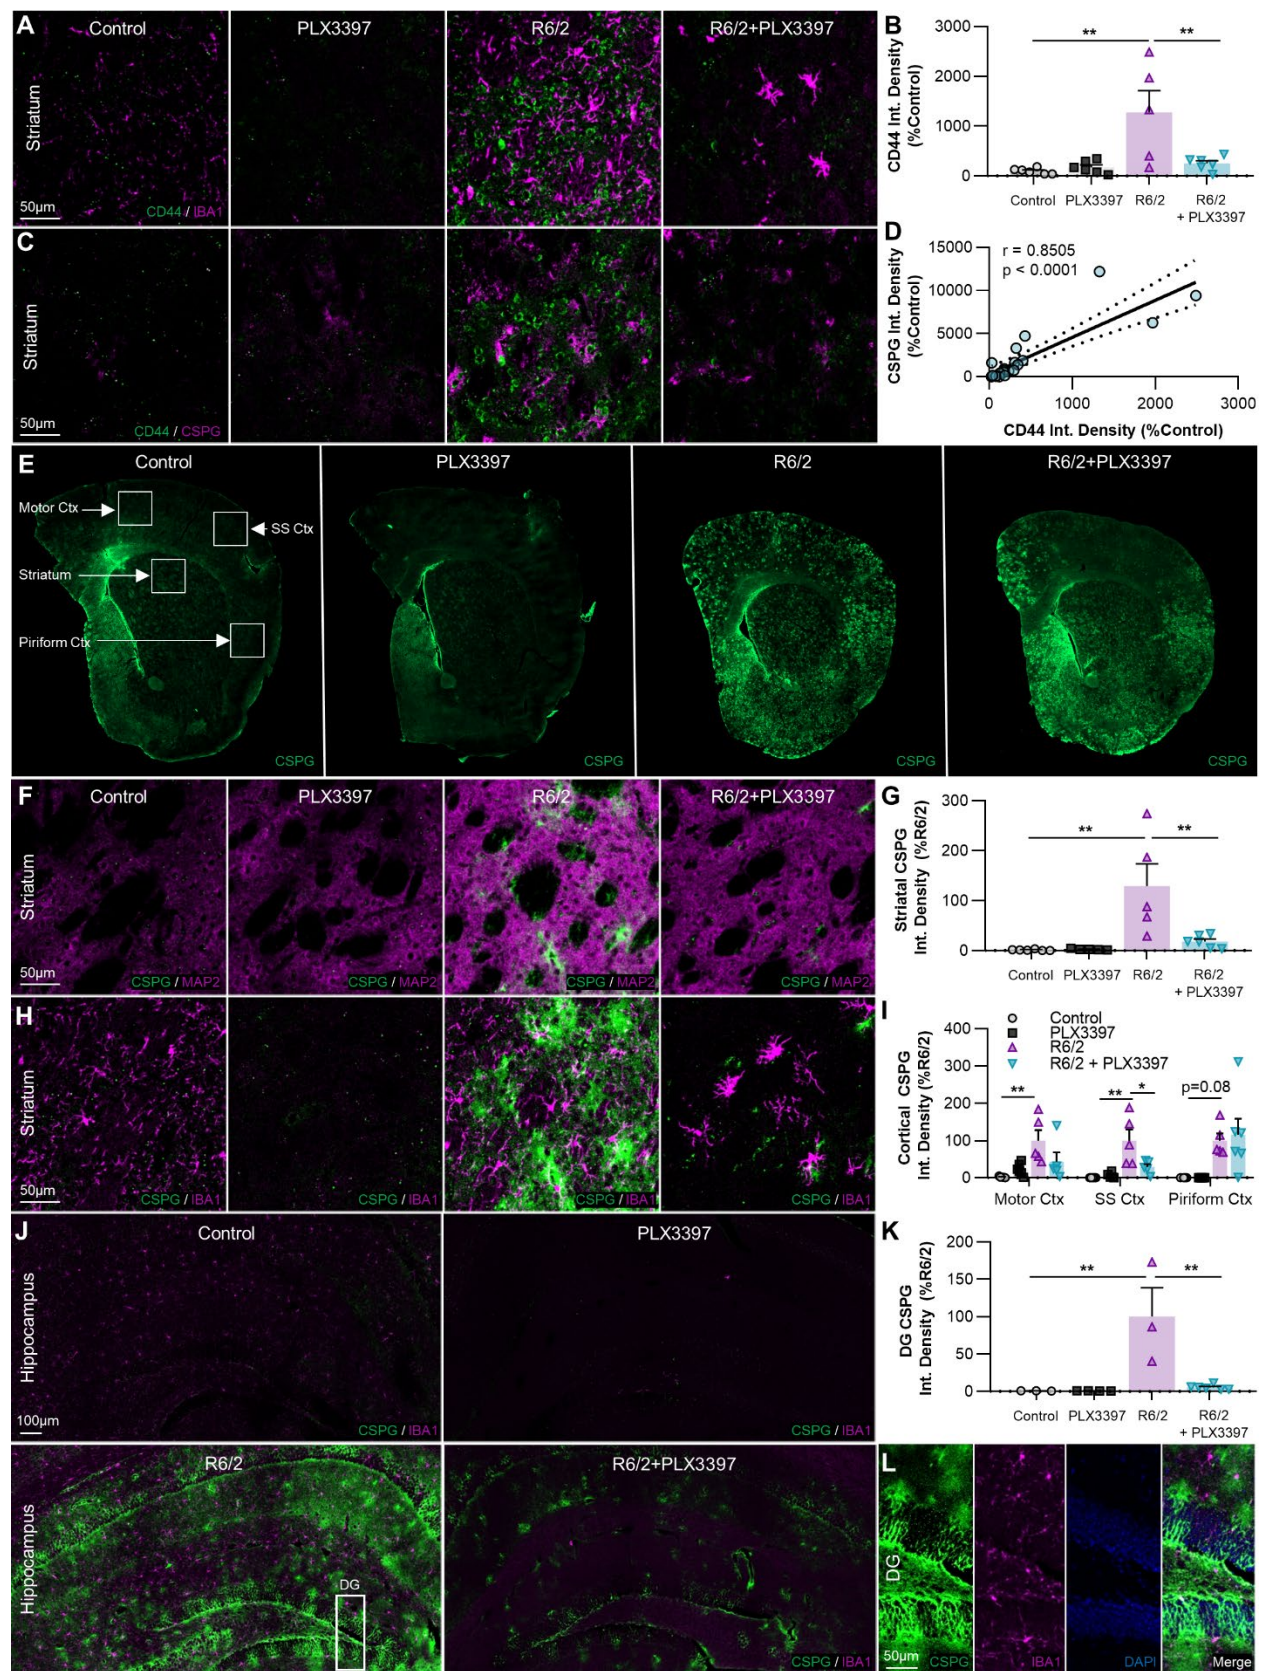 A
Control
PLX3397
R6/2
R6/2+PLX3397
Striatum
50µm
CD44 / IBA1
B
CD44 Int. Density
(%Control)
3000
2000
1000
0
**
**
Control
PLX3397
R6/2
R6/2
+ PLX3397
C
Striatum
50µm
CD44 / CSPG
D
CSPG Int. Density
(%Control)
15000
10000
5000
0
r = 0.8505
p < 0.0001
0
1000
2000
3000
CD44 Int. Density (%Control)
E
Control
PLX3397
R6/2
R6/2+PLX3397
Motor Ctx
SS Ctx
Striatum
Piriform Ctx
CSPG
CSPG
CSPG
CSPG
F
Control
PLX3397
R6/2
R6/2+PLX3397
Striatum
50µm
CSPG / MAP2
CSPG / MAP2
CSPG / MAP2
CSPG / MAP2
G
Striatal CSPG
Int. Density (%R6/2)
300
200
100
0
**
**
Control
PLX3397
R6/2
R6/2
+ PLX3397
H
Striatum
50µm
CSPG / IBA1
CSPG / IBA1
CSPG / IBA1
CSPG / IBA1
I
Control
PLX3397
R6/2
R6/2 + PLX3397
Cortical CSPG
Int. Density (%R6/2)
400
300
200
100
0
**
**
*
p=0.08
Motor Ctx
SS Ctx
Piriform Ctx
J
Control
PLX3397
Hippocampus
100µm
CSPG / IBA1
CSPG / IBA1
R6/2
R6/2+PLX3397
Hippocampus
DG
CSPG / IBA1
K
DG CSPG
Int. Density (%R6/2)
200
150
100
50
0
**
**
Control
PLX3397
R6/2
R6/2
+ PLX3397
L
DG
50µm
CSPG
IBA1
DAPI
Merge